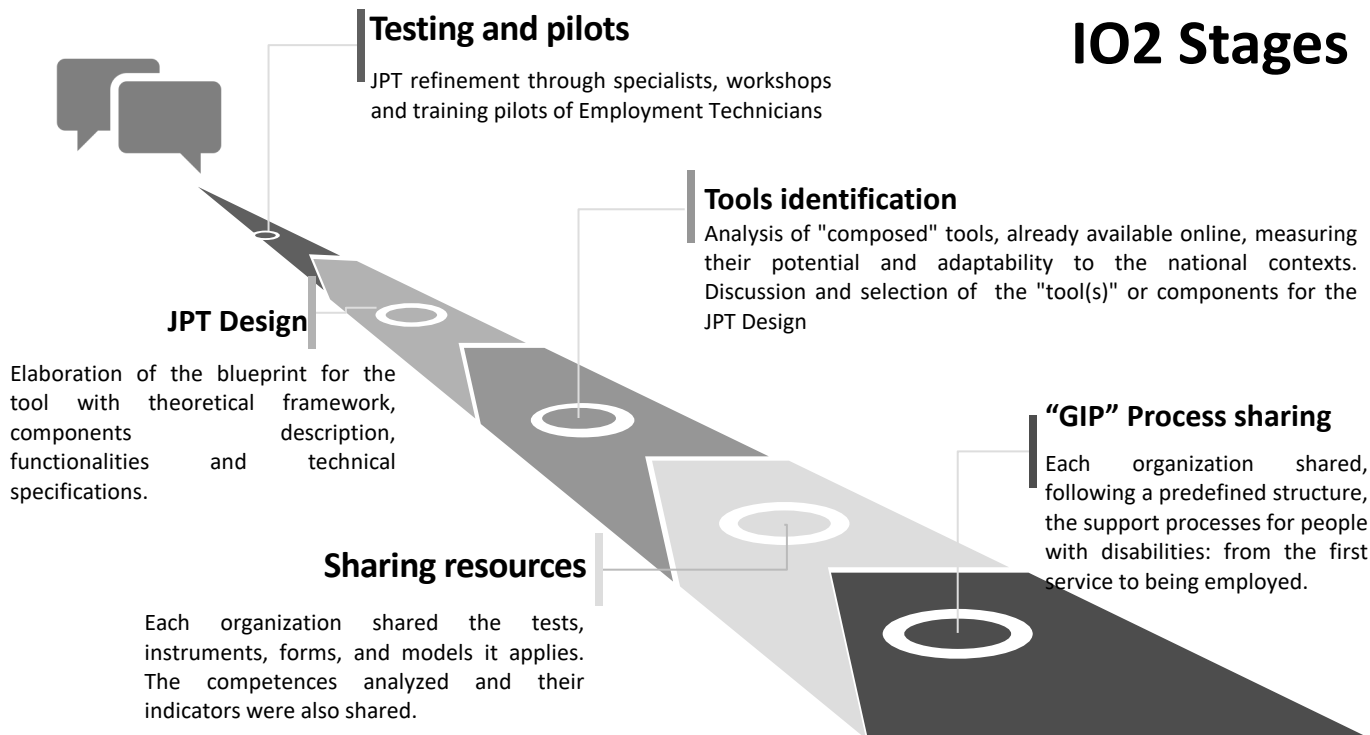 IO2 Stages
Testing and pilots
JPT refinement through specialists, workshops
and training pilots of Employment Technicians
Tools identification
Analysis of "composed" tools, already available online, measuring
their potential and adaptability to the national contexts.
Discussion and selection of the "tool(s)" or components for the
JPT Design
JPT Design
Elaboration of the blueprint for the
tool with theoretical framework,
components description,
functionalities and technical
specifications.
“GIP” Process sharing
Each organization shared,
following a predefined structure,
the support processes for people
with disabilities: from the first
service to being employed.
Sharing resources
Each organization shared the tests,
instruments, forms, and models it applies.
The competences analyzed and their
indicators were also shared.